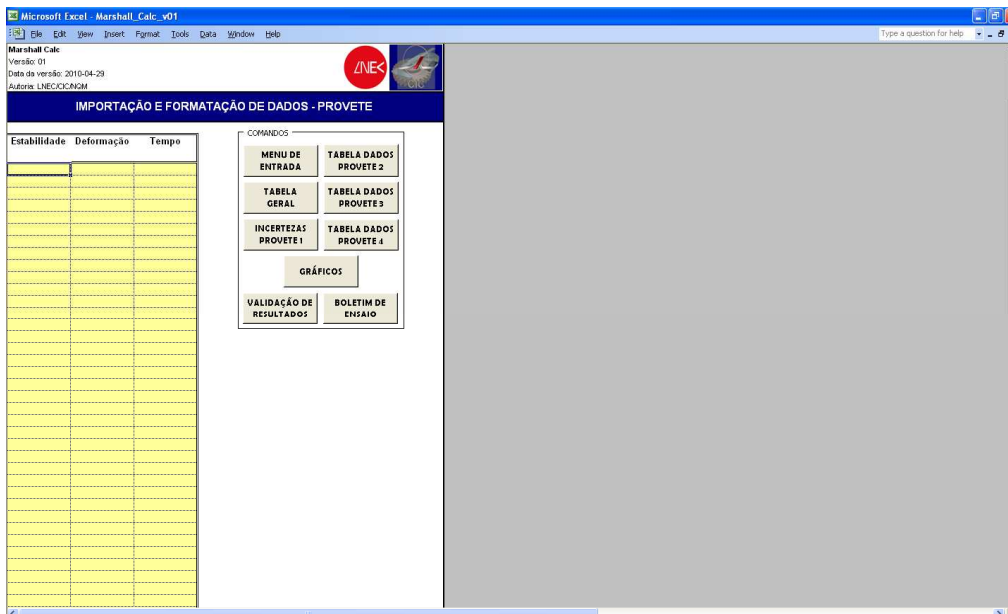 Microsoft Excel - Marshall_Calc_v01
File Edit View Insert Format Tools Data Window Help
Type a question for help
Marshall Calc
Versão: 01
Data da versão: 2010-04-29
Autoria: LNEC/CIC/NQM
LNEC
CIC
IMPORTAÇÃO E FORMATAÇÃO DE DADOS - PROVETE
Estabilidade Deformação Tempo
COMANDOS
MENU DE
ENTRADA
TABELA DADOS
PROVETE 2
TABELA
GERAL
TABELA DADOS
PROVETE 3
INCERTEZAS
PROVETE 1
TABELA DADOS
PROVETE 4
GRÁFICOS
VALIDAÇÃO DE
RESULTADOS
BOLETIM DE
ENSAIO